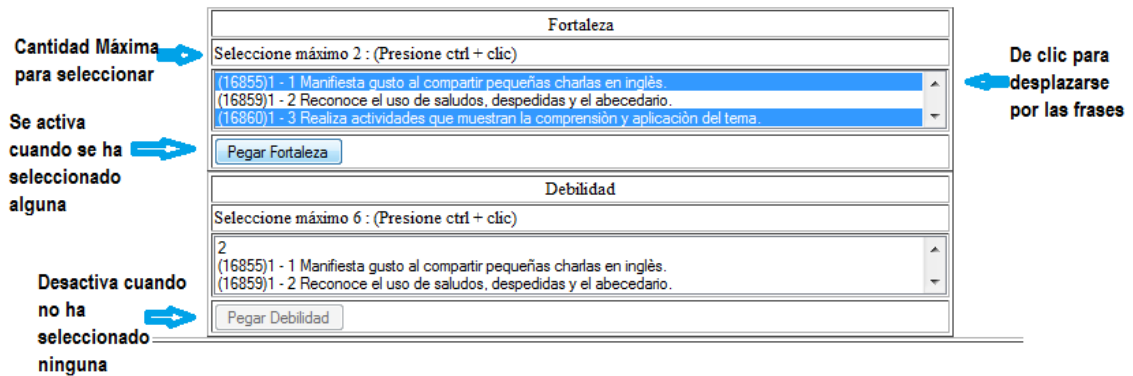 Cantidad Máxima
para seleccionar
Se activa
cuando se ha
seleccionado
alguna
Desactiva cuando
no ha
seleccionado
ninguna
Fortaleza
Seleccione máximo 2 : (Presione ctrl + clic)
(16855)1 - 1 Manifiesta gusto al compartir pequeñas charlas en inglès.
(16859)1 - 2 Reconoce el uso de saludos, despedidas y el abecedario.
(16860)1 - 3 Realiza actividades que muestran la comprensiòn y aplicaciòn del tema.
Pegar Fortaleza
Debilidad
Seleccione máximo 6 : (Presione ctrl + clic)
2
(16855)1 - 1 Manifiesta gusto al compartir pequeñas charlas en inglès.
(16859)1 - 2 Reconoce el uso de saludos, despedidas y el abecedario.
Pegar Debilidad
De clic para
desplazarse
por las frases